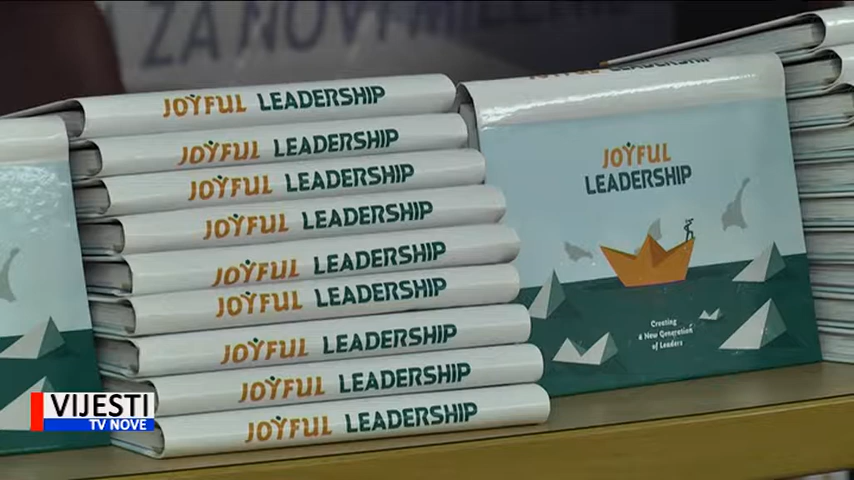 ZA NOVI MILENIJ
JOYFUL LEADERSHIP
JOYFUL LEADERSHIP
JOYFUL LEADERSHIP
JOYFUL LEADERSHIP
JOYFUL LEADERSHIP
JOYFUL LEADERSHIP
JOYFUL LEADERSHIP
JOYFUL LEADERSHIP
JOYFUL LEADERSHIP
JOYFUL LEADERSHIP
JOYFUL
LEADERSHIP
Creating
a New Generation
of Leaders
VIJESTI
TV NOVE